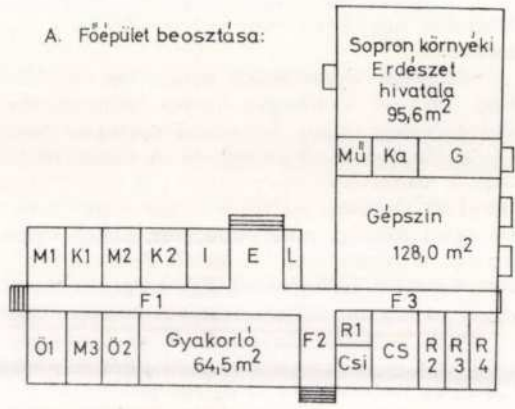 A. Főépület beosztása:
Sopron környéki
Erdészet
hivatala
95,6 m²
Mű Ka G
Gépszín
128,0 m²
M1 K1 M2 K2 I E L
F1 F3
Ö1 M3 Ö2 Gyakorló
64,5 m²
F2
R1
Csi
CS
R
2
R
3
R
4